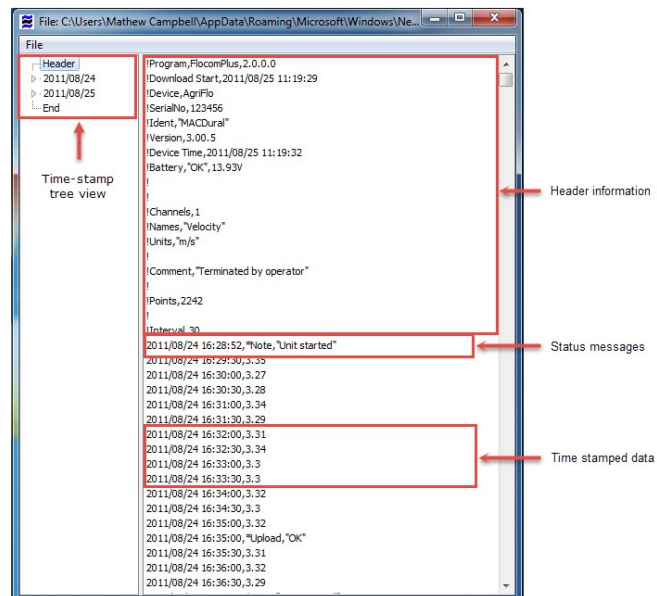 File: C:\Users\Mathew Campbell\AppData\Roaming\Microsoft\Windows\Ne...
File
Header
2011/08/24
2011/08/25
End
Time-stamp
tree view
!Program,FlocomPlus,2.0.0.0
!Download Start,2011/08/25 11:19:29
!Device,AgriFlo
!SerialNo,123456
!Ident,"MACDural"
!Version,3.00.5
!Device Time,2011/08/25 11:19:32
!Battery,"OK",13.93V
!
!
!Channels,1
!Names,"Velocity"
!Units,"m/s"
!
!Comment,"Terminated by operator"
!
!Points,2242
!
!Interval,30
2011/08/24 16:28:52,*Note,"Unit started"
2011/08/24 16:29:30,3.35
2011/08/24 16:30:00,3.27
2011/08/24 16:30:30,3.28
2011/08/24 16:31:00,3.34
2011/08/24 16:31:30,3.29
2011/08/24 16:32:00,3.31
2011/08/24 16:32:30,3.34
2011/08/24 16:33:00,3.3
2011/08/24 16:33:30,3.3
2011/08/24 16:34:00,3.32
2011/08/24 16:34:30,3.3
2011/08/24 16:35:00,3.32
2011/08/24 16:35:00,*Upload,"OK"
2011/08/24 16:35:30,3.31
2011/08/24 16:36:00,3.32
2011/08/24 16:36:30,3.29
Header information
Status messages
Time stamped data